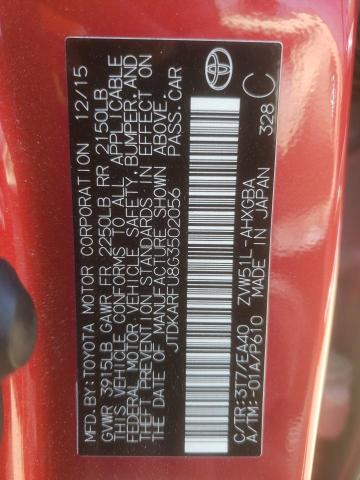 MFD.BY:TOYOTA MOTOR CORPORATION 12/15
GVWR 3915LB GAWR FR 2250LB RR 2150LB
THIS VEHICLE CONFORMS TO ALL APPLICABLE
FEDERAL MOTOR VEHICLE SAFETY, BUMPER, AND
THEFT PREVENTION STANDARDS IN EFFECT ON
THE DATE OF MANUFACTURE SHOWN ABOVE.
JTDKARFU8G3502056 PASS.CAR
C/TR:3T7/EA40 ZVW51L-AHXGBA
A/TM:-01A/P610 MADE IN JAPAN 328 C